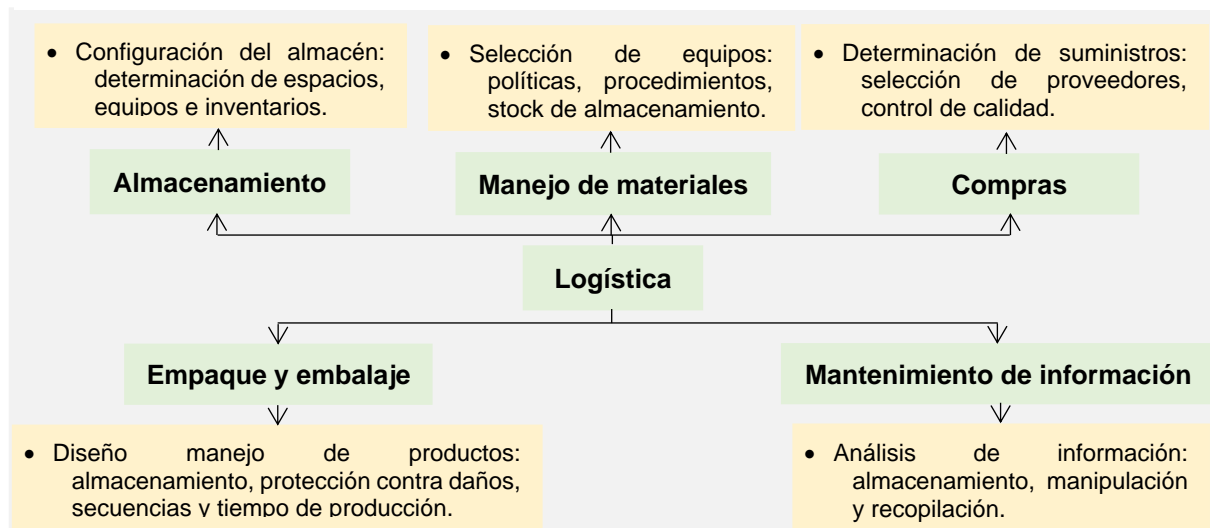 • Configuración del almacén:
determinación de espacios,
equipos e inventarios.
• Selección de equipos:
políticas, procedimientos,
stock de almacenamiento.
• Determinación de suministros:
selección de proveedores,
control de calidad.
Almacenamiento
Manejo de materiales
Compras
Logística
Empaque y embalaje
Mantenimiento de información
• Diseño manejo de productos:
almacenamiento, protección contra daños,
secuencias y tiempo de producción.
• Análisis de información:
almacenamiento, manipulación
y recopilación.